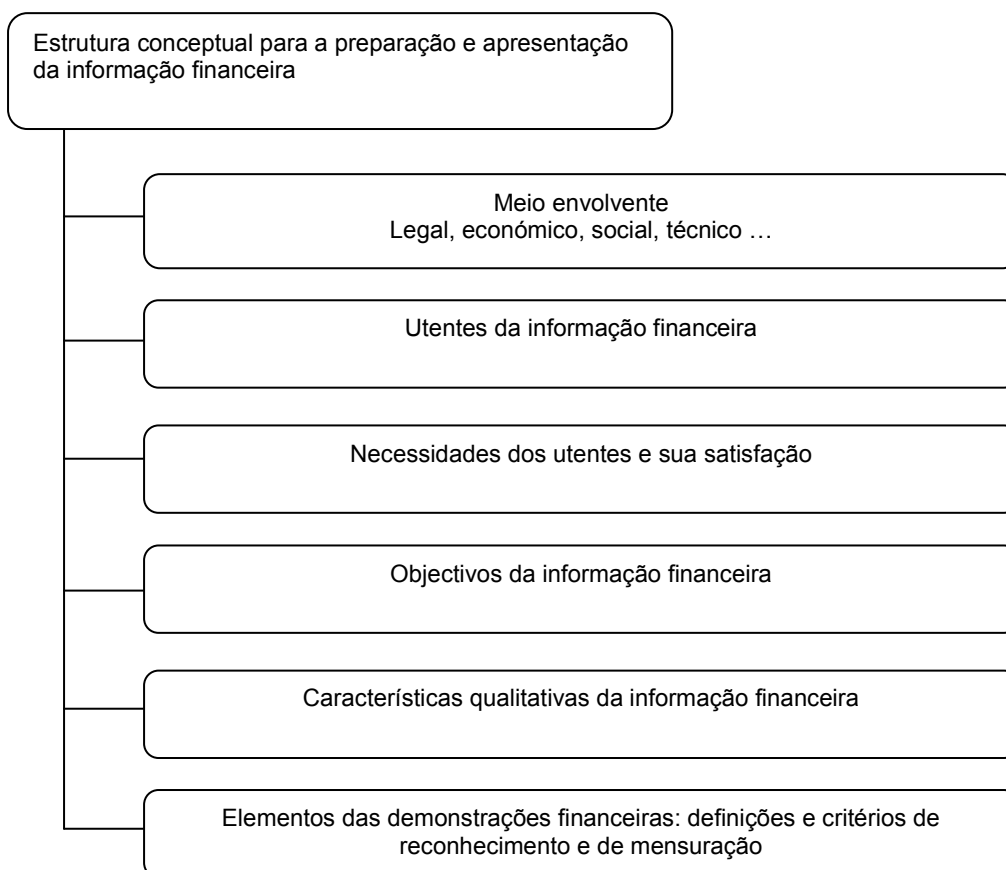 Estrutura conceptual para a preparação e apresentação
da informação financeira
Meio envolvente
Legal, económico, social, técnico …
Utentes da informação financeira
Necessidades dos utentes e sua satisfação
Objectivos da informação financeira
Características qualitativas da informação financeira
Elementos das demonstrações financeiras: definições e critérios de
reconhecimento e de mensuração